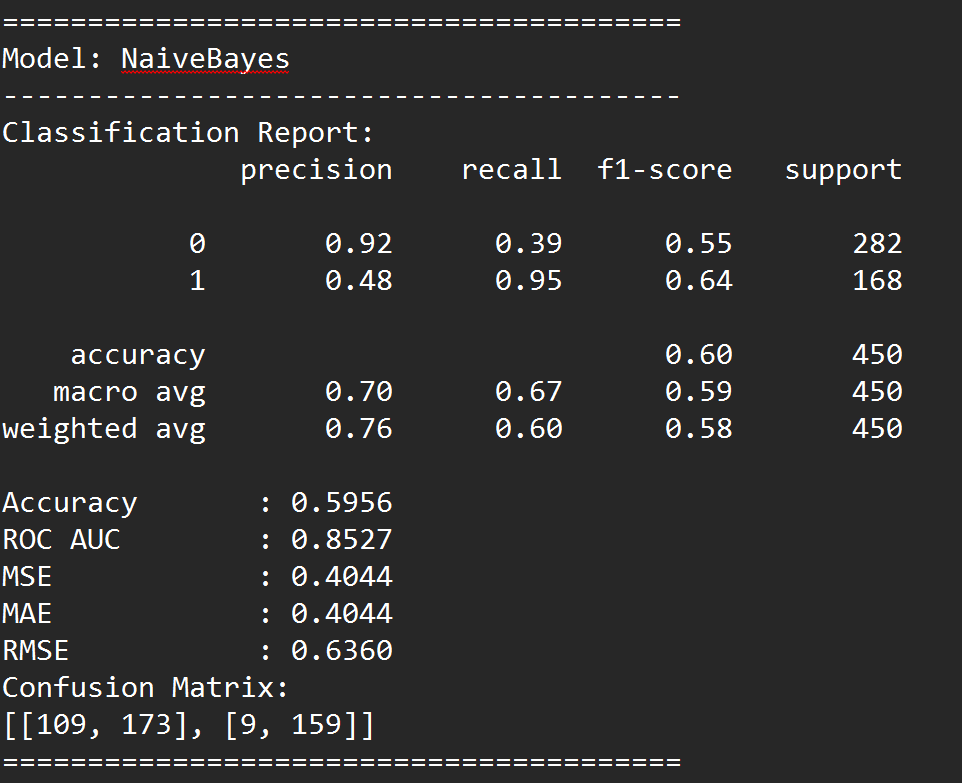 ========================================
Model: NaiveBayes
----------------------------------------
Classification Report:
              precision    recall  f1-score   support

           0       0.92      0.39      0.55       282
           1       0.48      0.95      0.64       168

    accuracy                           0.60       450
   macro avg       0.70      0.67      0.59       450
weighted avg       0.76      0.60      0.58       450

Accuracy       : 0.5956
ROC AUC        : 0.8527
MSE            : 0.4044
MAE            : 0.4044
RMSE           : 0.6360
Confusion Matrix:
[[109, 173], [9, 159]]
========================================